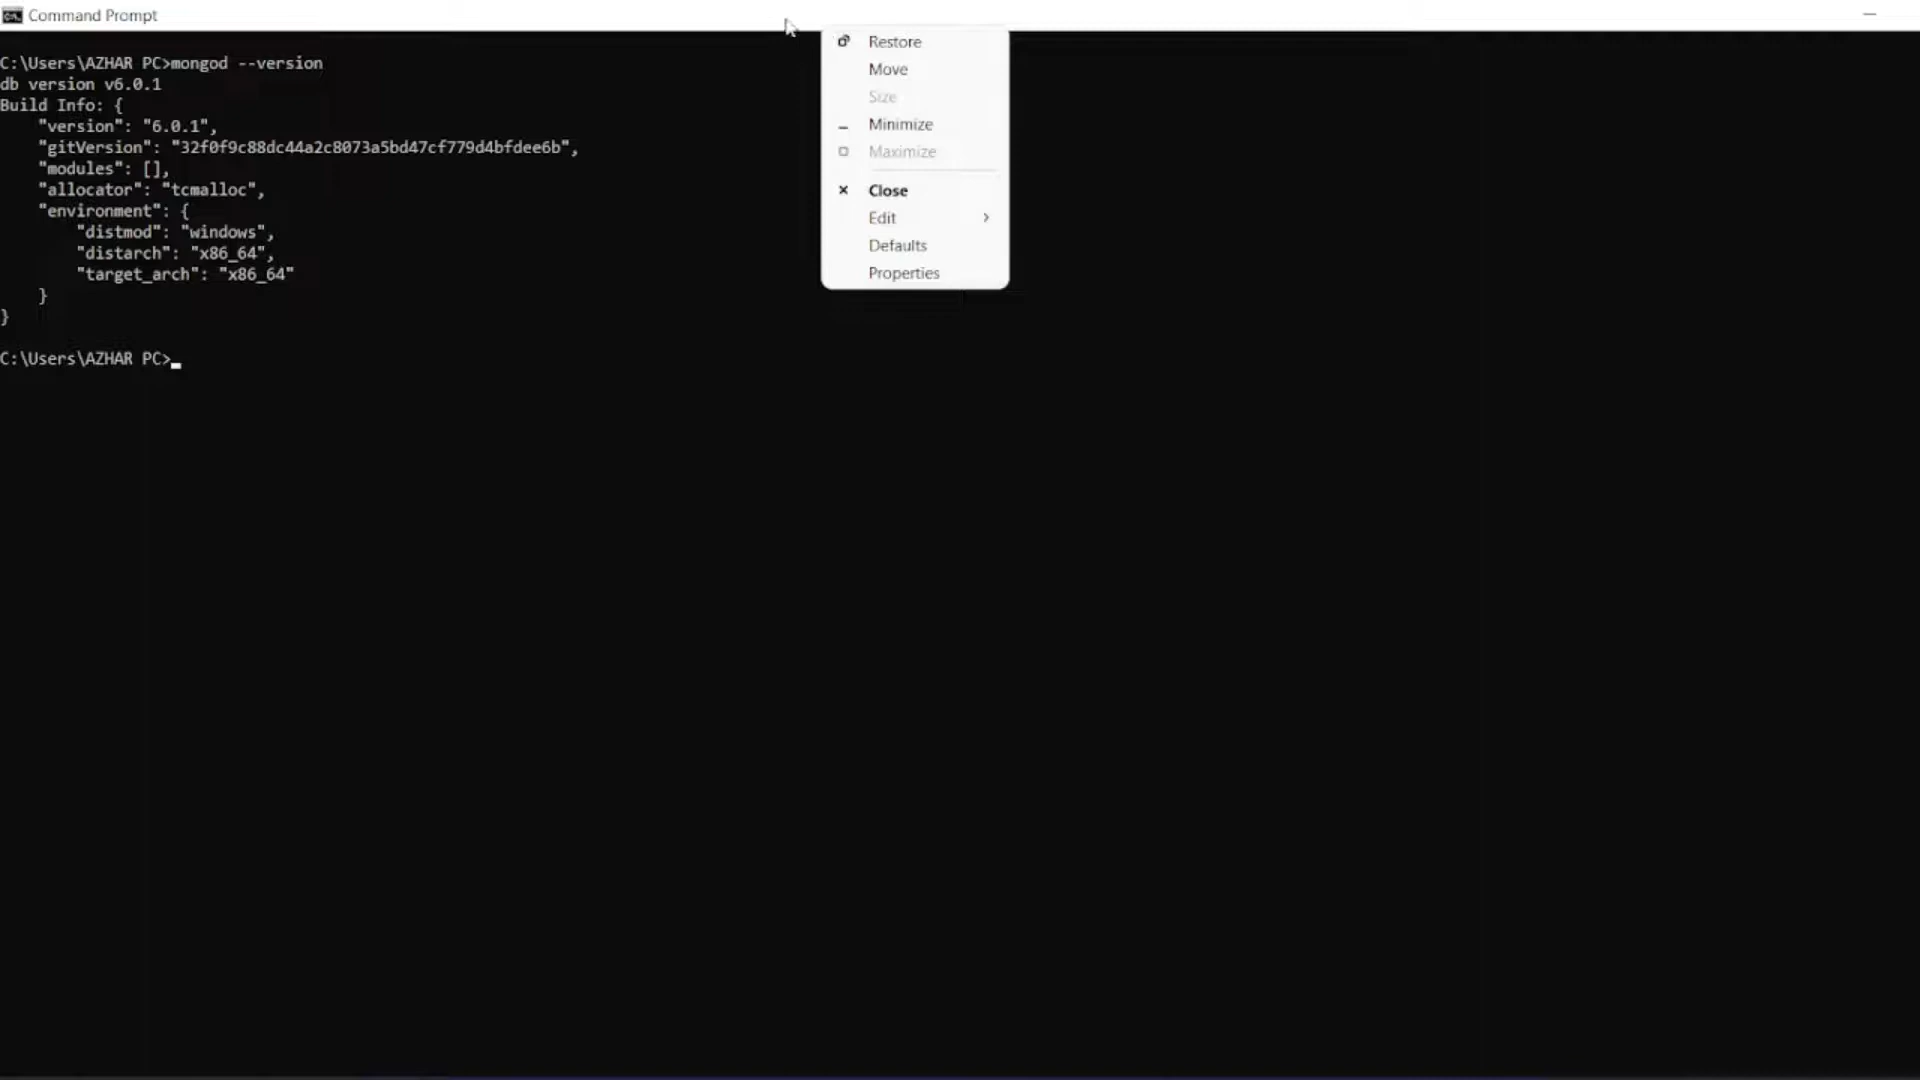 Command Prompt
C:\Users\AZHAR PC>mongod --version
db version v6.0.1
Build Info: {
    "version": "6.0.1",
    "gitVersion": "32f0f9c88dc44a2c8073a5bd47cf779d4bfdee6b",
    "modules": [],
    "allocator": "tcmalloc",
    "environment": {
        "distmod": "windows",
        "distarch": "x86_64",
        "target_arch": "x86_64"
    }
}
C:\Users\AZHAR PC>
Restore
Move
Size
Minimize
Maximize
Close
Edit
Defaults
Properties